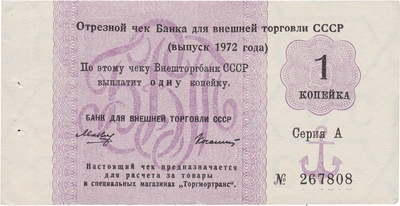 Отрезной чек Банка для внешней торговли СССР
(выпуск 1972 года)
По этому чеку Внешторгбанк СССР
выплатит одну копейку.
БАНК ДЛЯ ВНЕШНЕЙ ТОРГОВЛИ СССР
Настоящий чек предназначается
для расчета за товары
в специальных магазинах „Торгмортранс".
1
КОПЕЙКА
Серия А
№ 267808